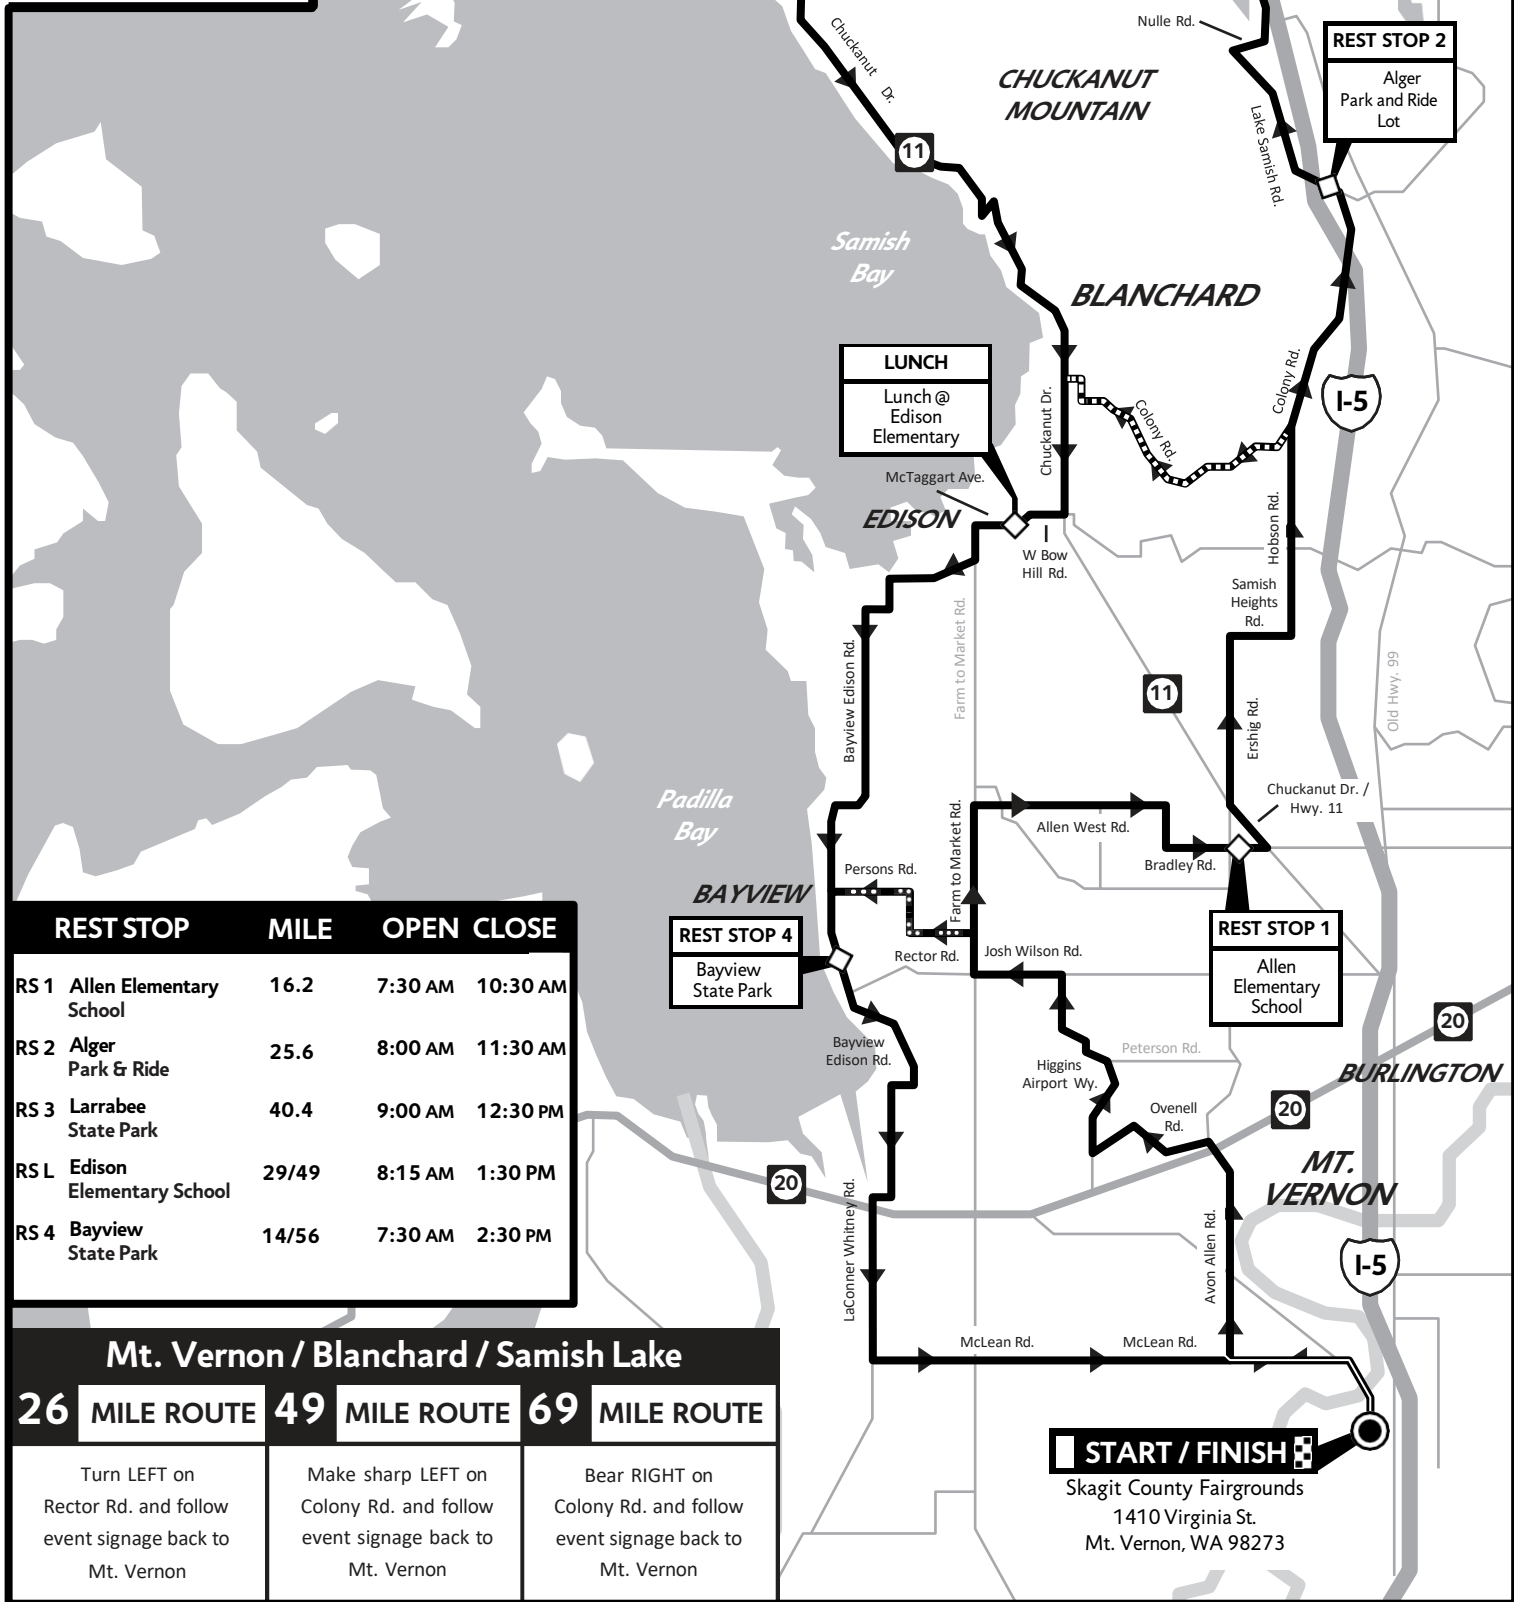 Nulle Rd.
REST STOP 2
Alger
Park and Ride
Lot
Chuckanut Dr.
CHUCKANUT
MOUNTAIN
Lake Samish Rd.
11
Samish
Bay
BLANCHARD
LUNCH
Lunch @
Edison
Elementary
Chuckanut Dr.
Colony Rd.
Colony Rd.
I-5
McTaggart Ave.
EDISON
W Bow
Hill Rd.
Hobson Rd.
Samish
Heights
Rd.
Farm to Market Rd.
Bayview Edison Rd.
11
Ershig Rd.
Old Hwy. 99
Padilla
Bay
Chuckanut Dr. /
Hwy. 11
Farm to Market Rd.
Allen West Rd.
Bradley Rd.
Persons Rd.
BAYVIEW
REST STOP 4
Bayview
State Park
Rector Rd.
Josh Wilson Rd.
REST STOP 1
Allen
Elementary
School
20
Bayview
Edison Rd.
Peterson Rd.
Higgins
Airport Wy.
BURLINGTON
Ovenell
Rd.
20
20
MT.
VERNON
LaConner Whitney Rd.
Avon Allen Rd.
I-5
McLean Rd.
McLean Rd.
START / FINISH
Skagit County Fairgrounds
1410 Virginia St.
Mt. Vernon, WA 98273
REST STOP MILE OPEN CLOSE
RS 1 Allen Elementary 16.2 7:30 AM 10:30 AM
School
RS 2 Alger 25.6 8:00 AM 11:30 AM
Park & Ride
RS 3 Larrabee 40.4 9:00 AM 12:30 PM
State Park
RS L Edison 29/49 8:15 AM 1:30 PM
Elementary School
RS 4 Bayview 14/56 7:30 AM 2:30 PM
State Park
Mt. Vernon / Blanchard / Samish Lake
26 MILE ROUTE
Turn LEFT on
Rector Rd. and follow
event signage back to
Mt. Vernon
49 MILE ROUTE
Make sharp LEFT on
Colony Rd. and follow
event signage back to
Mt. Vernon
69 MILE ROUTE
Bear RIGHT on
Colony Rd. and follow
event signage back to
Mt. Vernon